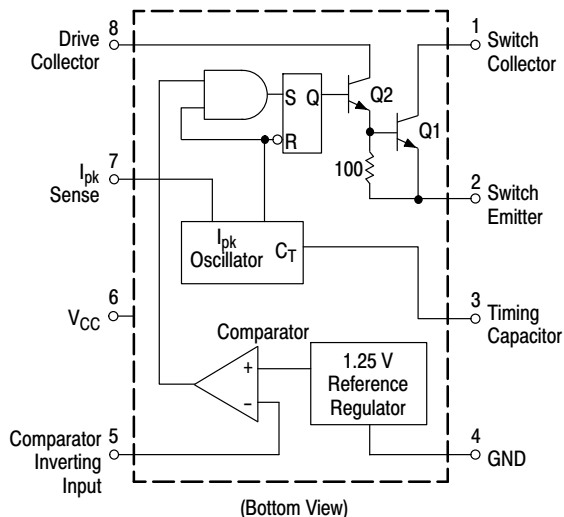 8
Drive
Collector
1
Switch
Collector
S Q
R
Q2
Q1
100
7
Ipk
Sense
2
Switch
Emitter
Ipk
Oscillator
CT
6
VCC
3
Timing
Capacitor
Comparator
+
–
1.25 V
Reference
Regulator
5
Comparator
Inverting
Input
4
GND
(Bottom View)